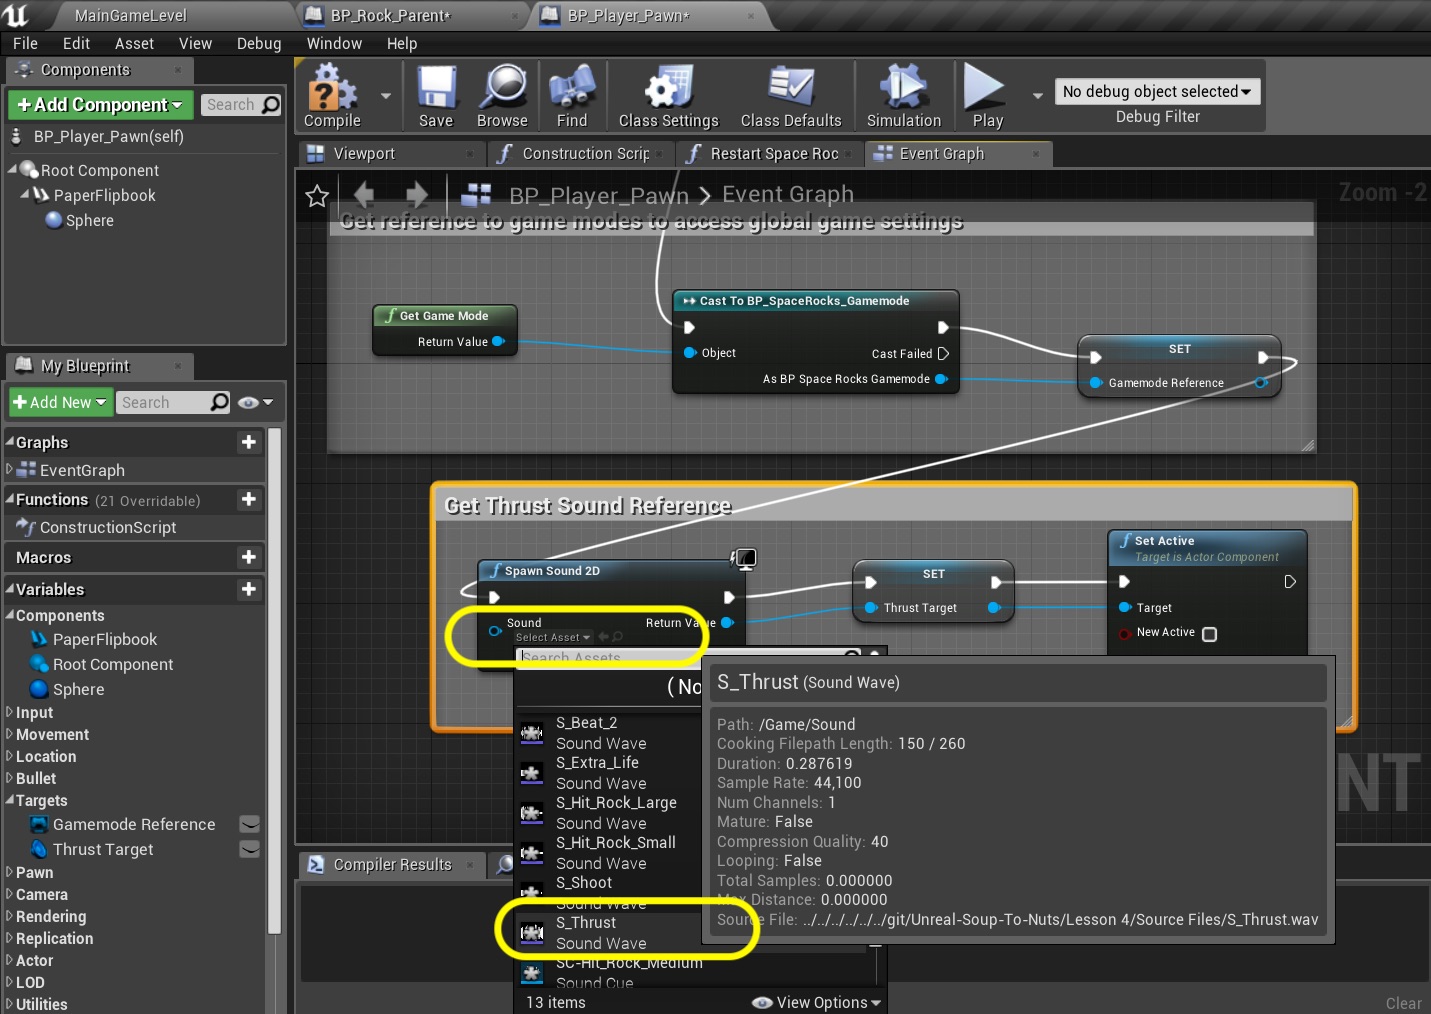 MainGameLevel
BP_Rock_Parent*
BP_Player_Pawn*
File Edit Asset View Debug Window Help
Components
+Add Component
Search
BP_Player_Pawn(self)
Root Component
PaperFlipbook
Sphere
Compile
Save
Browse
Find
Class Settings
Class Defaults
Simulation
Play
No debug object selected
Debug Filter
Viewport
Construction Scrip
Restart Space Roc
Event Graph
BP_Player_Pawn > Event Graph
Zoom -2
Get reference to game modes to access global game settings
Get Game Mode
Return Value
Cast To BP_SpaceRocks_Gamemode
Object
Cast Failed
As BP Space Rocks Gamemode
SET
Gamemode Reference
My Blueprint
+Add New
Search
Graphs
EventGraph
Functions (21 Overridable)
ConstructionScript
Macros
Variables
Components
PaperFlipbook
Root Component
Sphere
Input
Movement
Location
Bullet
Targets
Gamemode Reference
Thrust Target
Pawn
Camera
Rendering
Replication
Actor
LOD
Utilities
Get Thrust Sound Reference
Spawn Sound 2D
Sound
Select Asset
Return Value
SET
Thrust Target
Set Active
Target is Actor Component
Target
New Active
Search Assets
( No
S_Beat_2
Sound Wave
S_Extra_Life
Sound Wave
S_Hit_Rock_Large
Sound Wave
S_Hit_Rock_Small
Sound Wave
S_Shoot
Sound Wave
S_Thrust
Sound Wave
SC-Hit_Rock_Medium
Sound Cue
13 items
View Options
S_Thrust (Sound Wave)
Path: /Game/Sound
Cooking Filepath Length: 150 / 260
Duration: 0.287619
Sample Rate: 44,100
Num Channels: 1
Mature: False
Compression Quality: 40
Looping: False
Total Samples: 0.000000
Max Distance: 0.000000
Source File: ../../../../../../git/Unreal-Soup-To-Nuts/Lesson 4/Source Files/S_Thrust.wav
NT
Compiler Results
Clear